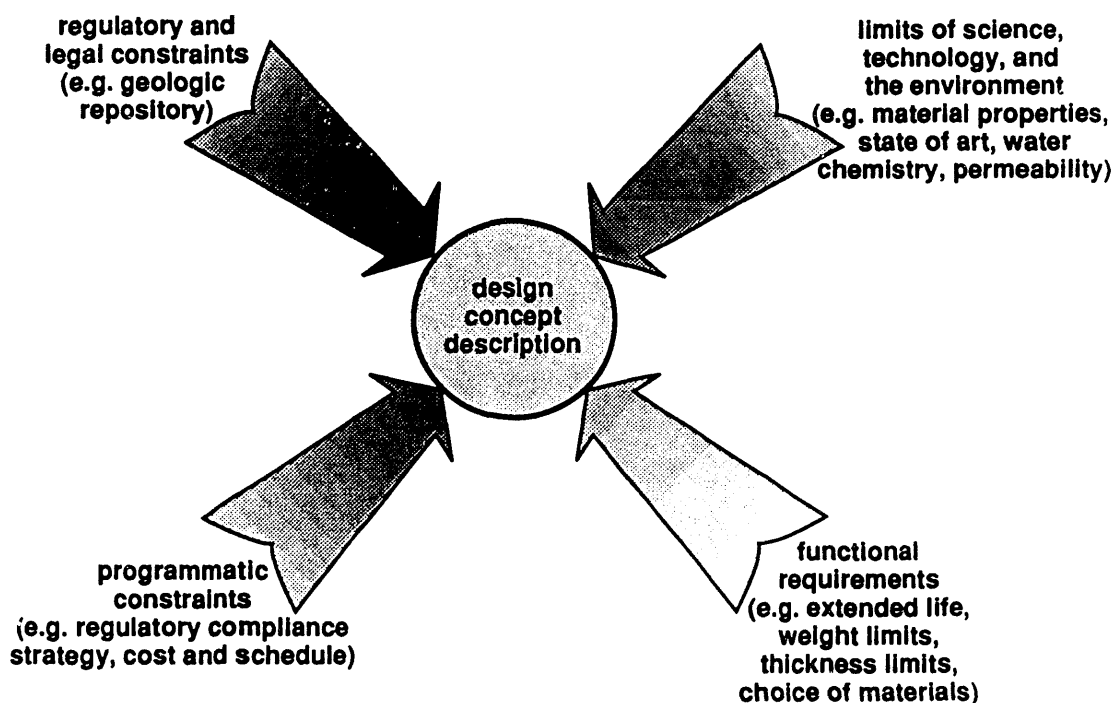 regulatory and
legal constraints
(e.g. geologic
repository)
limits of science,
technology, and
the environment
(e.g. material properties,
state of art, water
chemistry, permeability)
design
concept
description
programmatic
constraints
(e.g. regulatory compliance
strategy, cost and schedule)
functional
requirements
(e.g. extended life,
weight limits,
thickness limits,
choice of materials)